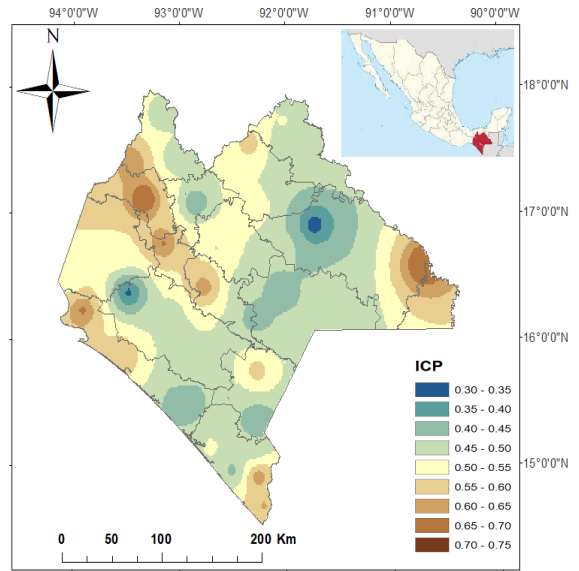 94°0'0"W 93°0'0"W 92°0'0"W 91°0'0"W 90°0'0"W
N
18°0'0"N
17°0'0"N
16°0'0"N
ICP
0.30 - 0.35
0.35 - 0.40
0.40 - 0.45
0.45 - 0.50
15°0'0"N
0.50 - 0.55
0.55 - 0.60
0.60 - 0.65
0.65 - 0.70
0.70 - 0.75
0 50 100 200 Km